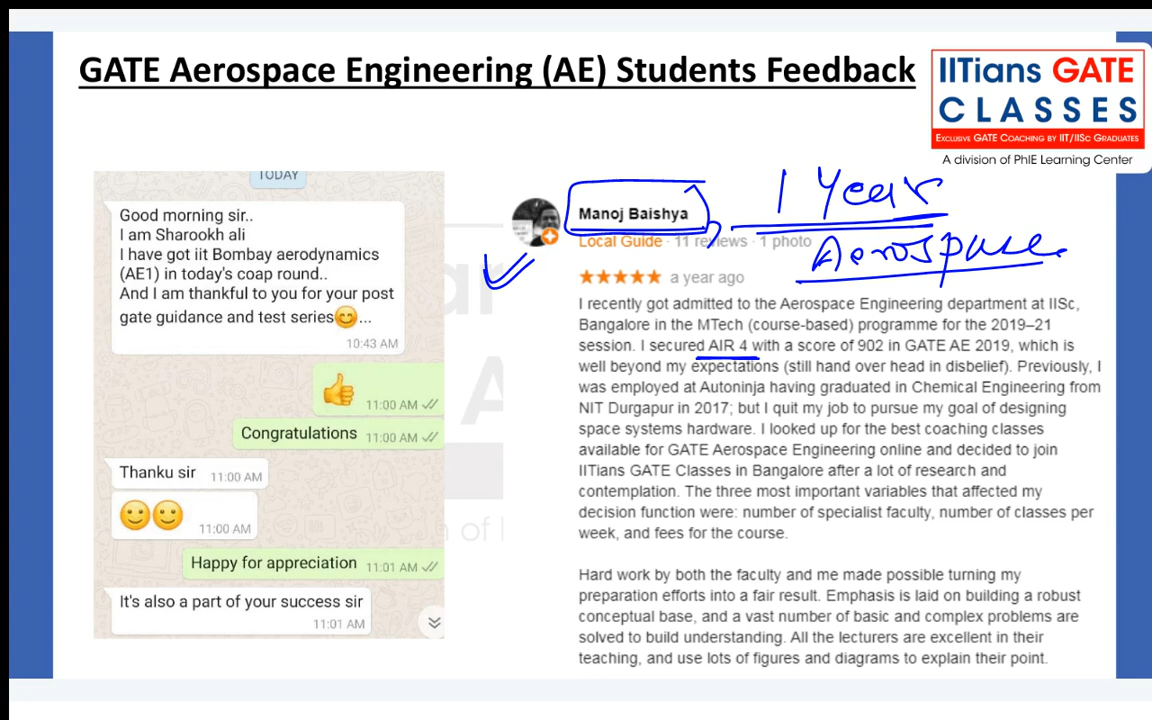 GATE Aerospace Engineering (AE) Students Feedback
IITians GATE
CLASSES
EXCLUSIVE GATE COACHING BY IIT/IISc GRADUATES
A division of PhIE Learning Center
TODAY
Good morning sir..
I am Sharookh ali
I have got iit Bombay aerodynamics
(AE1) in today's coap round..
And I am thankful to you for your post
gate guidance and test series😊...
10:43 AM
👍 11:00 AM
Congratulations 11:00 AM
Thanku sir 11:00 AM
🙂🙂 11:00 AM
Happy for appreciation 11:01 AM
It's also a part of your success sir
11:01 AM
1 Year
Manoj Baishya
Local Guide · 11 reviews · 1 photo
Aerospace
★★★★★ a year ago
I recently got admitted to the Aerospace Engineering department at IISc,
Bangalore in the MTech (course-based) programme for the 2019–21
session. I secured AIR 4 with a score of 902 in GATE AE 2019, which is
well beyond my expectations (still hand over head in disbelief). Previously, I
was employed at Autoninja having graduated in Chemical Engineering from
NIT Durgapur in 2017; but I quit my job to pursue my goal of designing
space systems hardware. I looked up for the best coaching classes
available for GATE Aerospace Engineering online and decided to join
IITians GATE Classes in Bangalore after a lot of research and
contemplation. The three most important variables that affected my
decision function were: number of specialist faculty, number of classes per
week, and fees for the course.
Hard work by both the faculty and me made possible turning my
preparation efforts into a fair result. Emphasis is laid on building a robust
conceptual base, and a vast number of basic and complex problems are
solved to build understanding. All the lecturers are excellent in their
teaching, and use lots of figures and diagrams to explain their point.